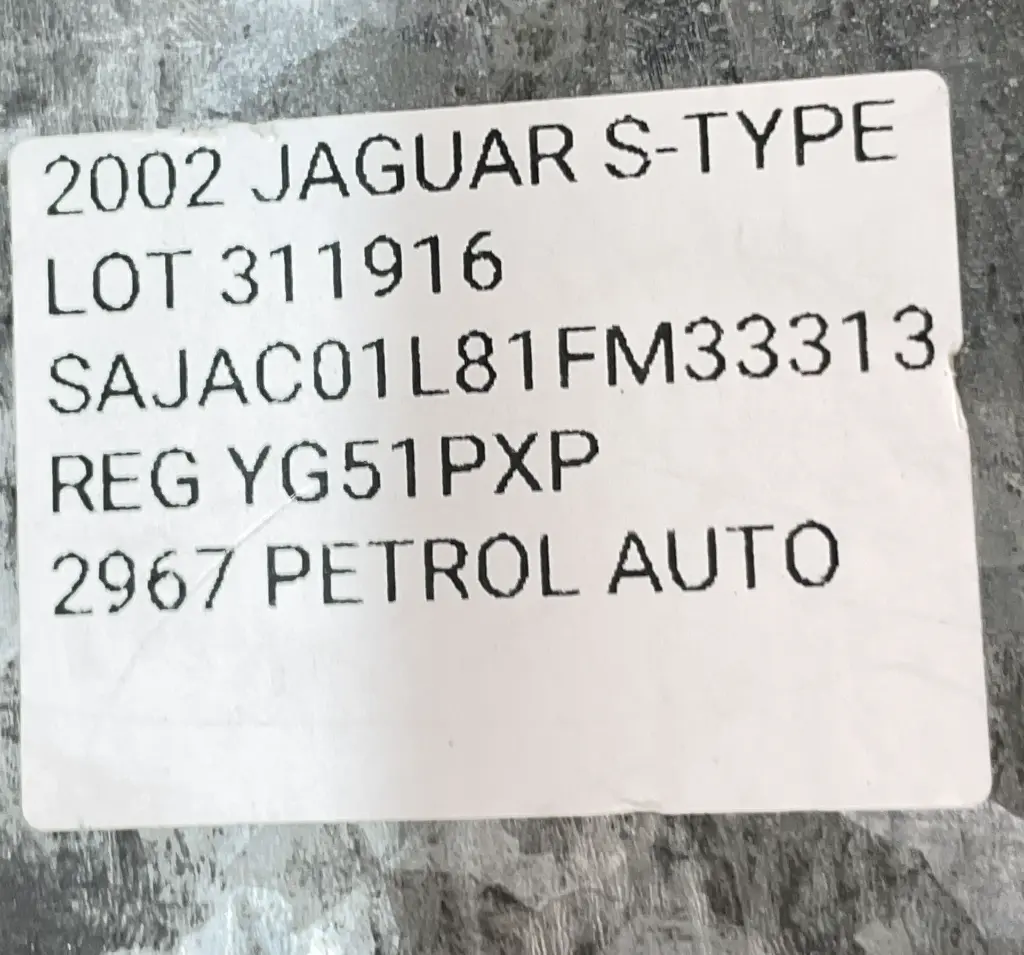 2002 JAGUAR S-TYPE
LOT 311916
SAJAC01L81FM33313
REG YG51PXP
2967 PETROL AUTO